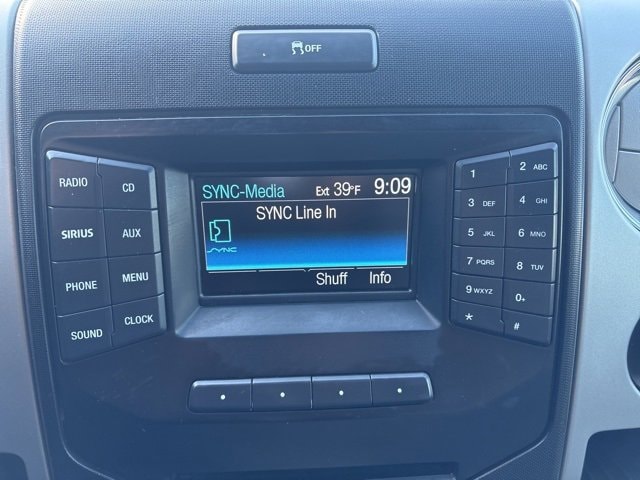 OFF
SYNC-Media Ext 39°F 9:09
SYNC Line In
SYNC
Shuff Info
RADIO CD
SIRIUS AUX
PHONE MENU
SOUND CLOCK
1 2 ABC
3 DEF 4 GHI
5 JKL 6 MNO
7 PQRS 8 TUV
9 WXYZ 0+
* #